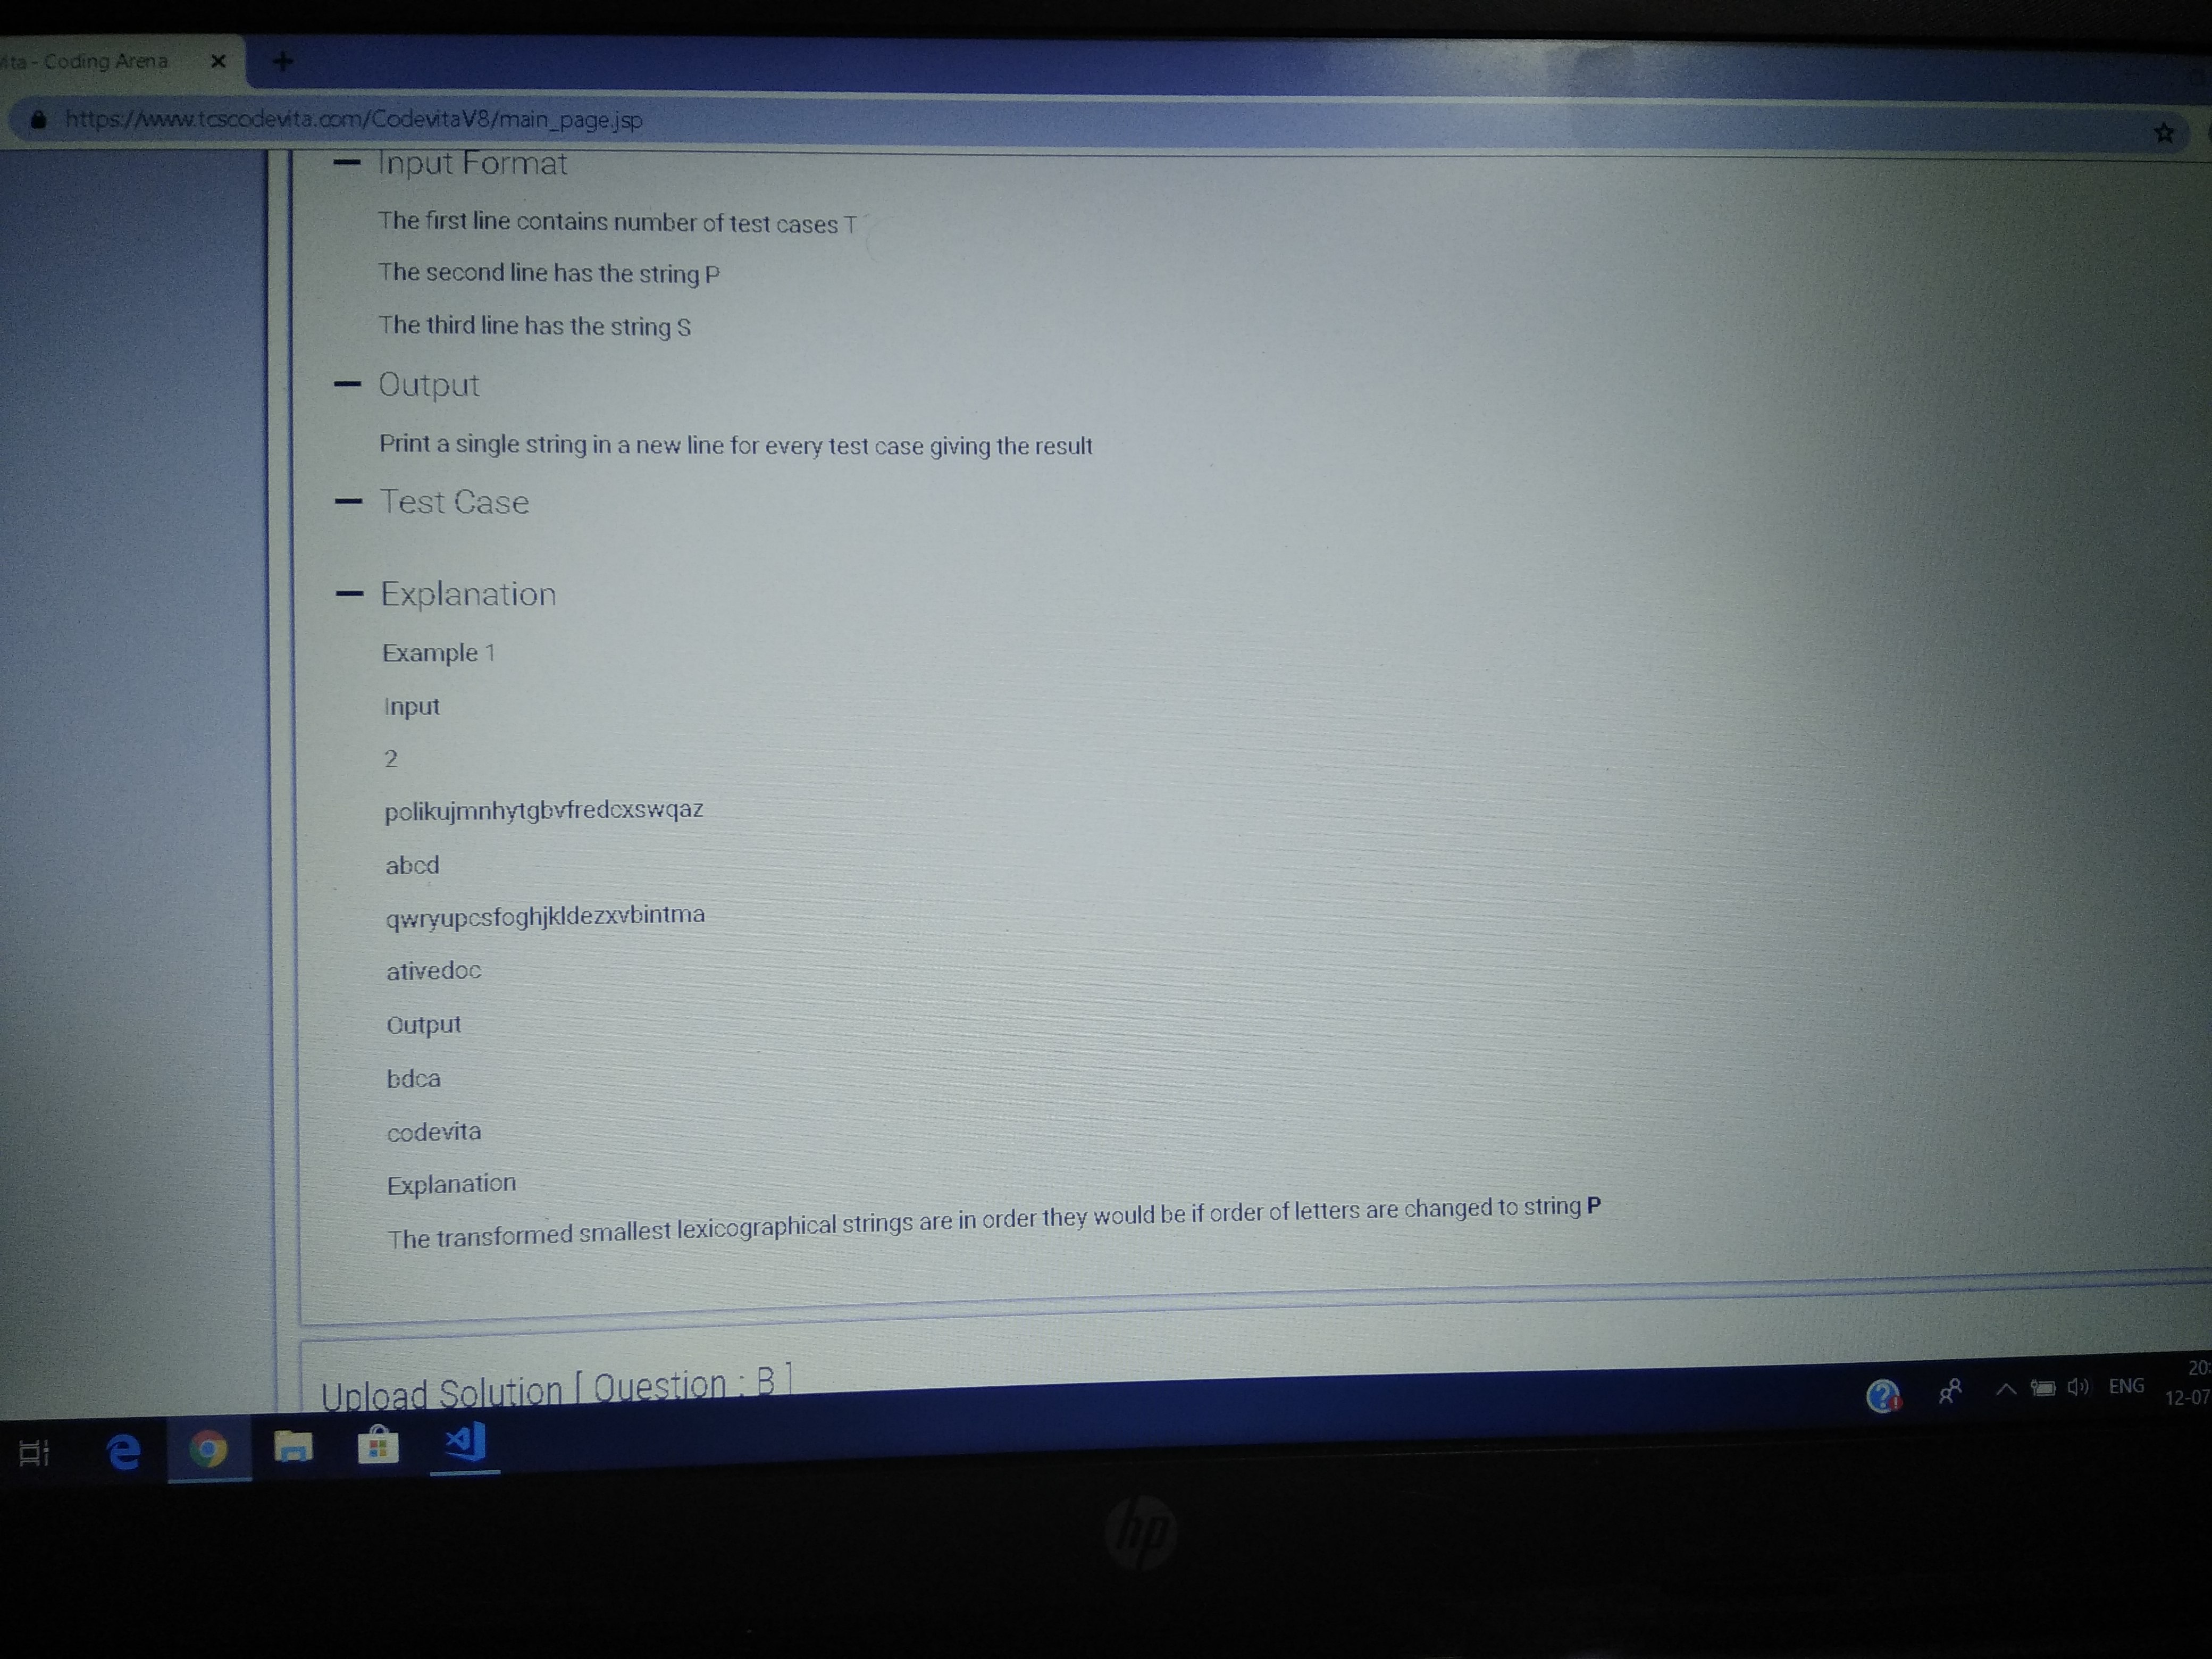 Vita - Coding Arena
https://www.tcscodevita.com/CodevitaV8/main_page.jsp
Input Format
The first line contains number of test cases T
The second line has the string P
The third line has the string S
Output
Print a single string in a new line for every test case giving the result
Test Case
Explanation
Example 1
Input
2
polikujmnhytgbvfredcxswqaz
abcd
qwryupcsfoghjkldezxvbintma
ativedoc
Output
bdca
codevita
Explanation
The transformed smallest lexicographical strings are in order they would be if order of letters are changed to string P
Upload Solution [ Question : B ]
ENG
20:
12-07
hp